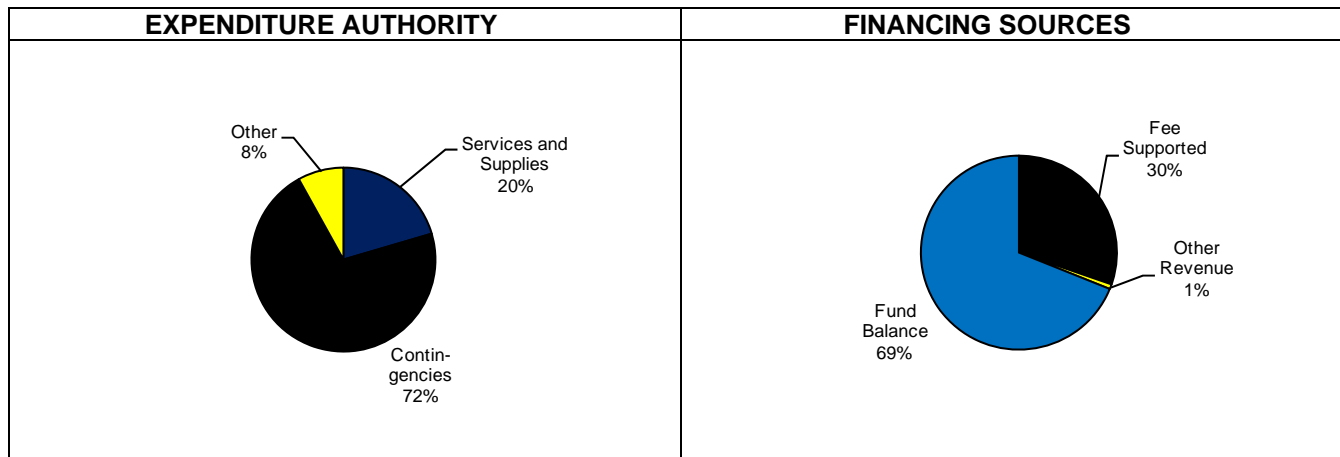 EXPENDITURE AUTHORITY
FINANCING SOURCES
Other
8%
Services and
Supplies
20%
Contin-
gencies
72%
Fee
Supported
30%
Other
Revenue
1%
Fund
Balance
69%